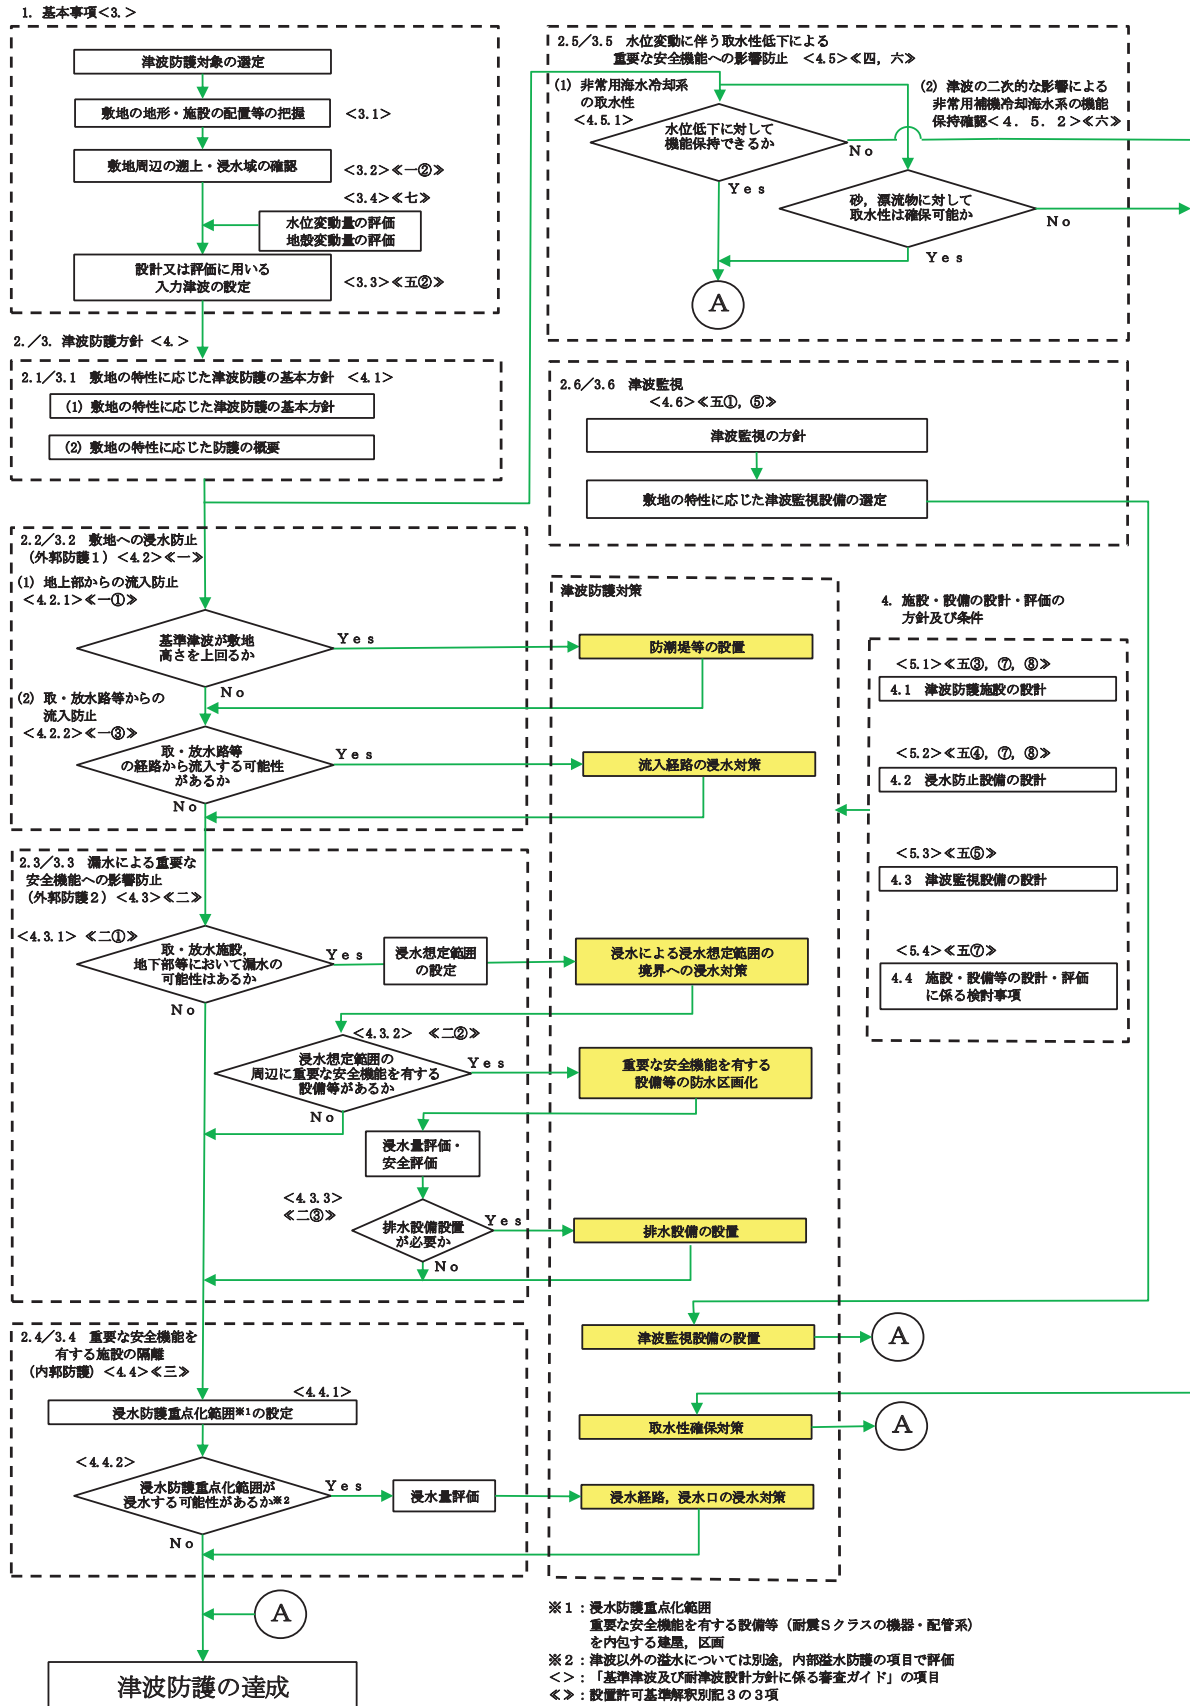 1. 基本事項<3.>
津波防護対象の選定
敷地の地形・施設の配置等の把握
<3.1>
敷地周辺の遡上・浸水域の確認
<3.2>≪一②≫
<3.4>≪七≫
水位変動量の評価
地殻変動量の評価
設計又は評価に用いる
入力津波の設定
<3.3>≪五②≫
2.／3. 津波防護方針 <4.>
2.1／3.1 敷地の特性に応じた津波防護の基本方針 <4.1>
(1) 敷地の特性に応じた津波防護の基本方針
(2) 敷地の特性に応じた防護の概要
2.2／3.2 敷地への浸水防止
(外郭防護1) <4.2>≪一≫
(1) 地上部からの流入防止
<4.2.1>≪一①≫
基準津波が敷地
高さを上回るか
Yes
No
(2) 取・放水路等からの
流入防止
<4.2.2>≪一③≫
取・放水路等
の経路から流入する可能性
があるか
Yes
No
2.3／3.3 漏水による重要な
安全機能への影響防止
(外郭防護2) <4.3>≪二≫
<4.3.1> ≪二①≫
取・放水施設,
地下部等において漏水の
可能性はあるか
Yes
No
浸水想定範囲
の設定
<4.3.2> ≪二②≫
浸水想定範囲の
周辺に重要な安全機能を有する
設備等があるか
Yes
No
浸水量評価・
安全評価
<4.3.3>
≪二③≫
排水設備設置
が必要か
Yes
No
2.4／3.4 重要な安全機能を
有する施設の隔離
(内郭防護) <4.4>≪三≫
<4.4.1>
浸水防護重点化範囲※1の設定
<4.4.2>
浸水防護重点化範囲が
浸水する可能性があるか※2
Yes
No
浸水量評価
A
津波防護の達成
2.5／3.5 水位変動に伴う取水性低下による
重要な安全機能への影響防止 <4.5>≪四, 六≫
(1) 非常用海水冷却系
の取水性
<4.5.1>
水位低下に対して
機能保持できるか
No
Yes
(2) 津波の二次的な影響による
非常用補機冷却海水系の機能
保持確認<4.5.2>≪六≫
砂, 漂流物に対して
取水性は確保可能か
No
Yes
A
2.6／3.6 津波監視
<4.6>≪五①, ⑤≫
津波監視の方針
敷地の特性に応じた津波監視設備の選定
津波防護対策
防潮堤等の設置
流入経路の浸水対策
浸水による浸水想定範囲の
境界への浸水対策
重要な安全機能を有する
設備等の防水区画化
排水設備の設置
津波監視設備の設置
A
取水性確保対策
A
浸水経路, 浸水口の浸水対策
4. 施設・設備の設計・評価の
方針及び条件
<5.1>≪五③, ⑦, ⑧≫
4.1 津波防護施設の設計
<5.2>≪五④, ⑦, ⑧≫
4.2 浸水防止設備の設計
<5.3>≪五⑤≫
4.3 津波監視設備の設計
<5.4>≪五⑦≫
4.4 施設・設備等の設計・評価
に係る検討事項
※1：浸水防護重点化範囲
重要な安全機能を有する設備等（耐震Sクラスの機器・配管系）
を内包する建屋, 区画
※2：津波以外の溢水については別途, 内部溢水防護の項目で評価
<>：「基準津波及び耐津波設計方針に係る審査ガイド」の項目
≪≫：設置許可基準解釈別記3の3項